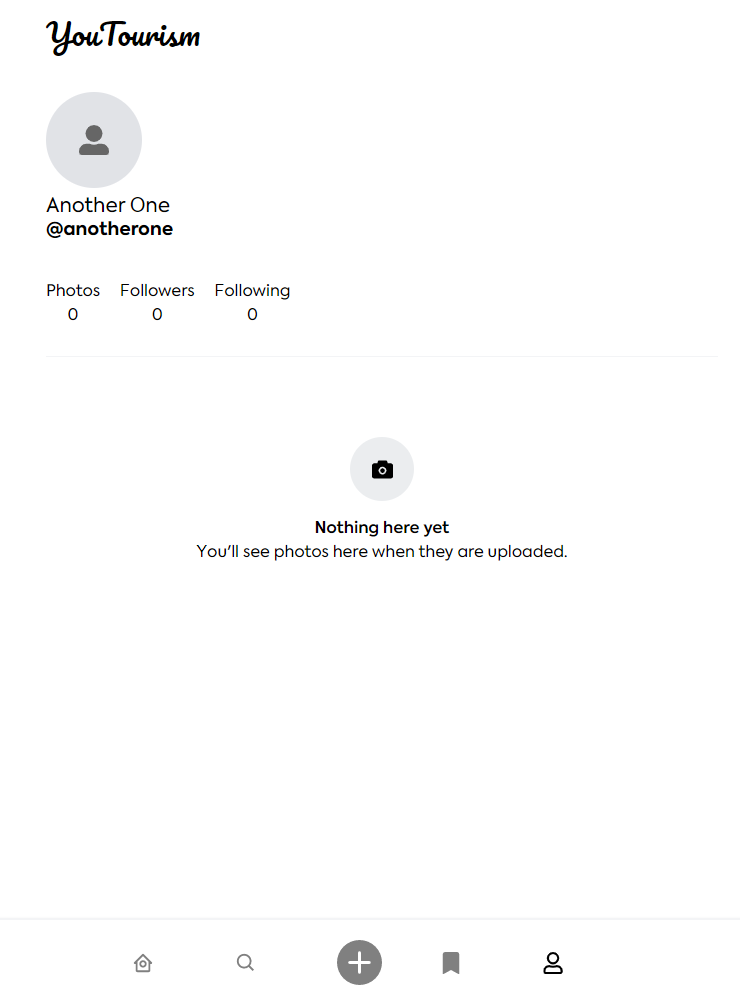 YouTourism
Another One
@anotherone
Photos Followers Following
0 0 0
Nothing here yet
You'll see photos here when they are uploaded.